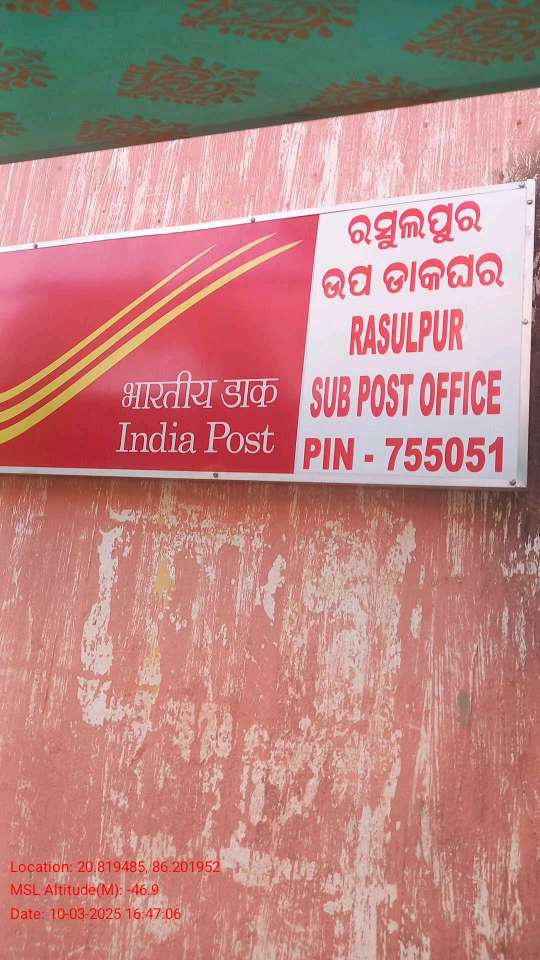 ରସୁଲପୁର
ଉପ ଡାକଘର
RASULPUR
SUB POST OFFICE
PIN - 755051
भारतीय डाक
India Post
Location: 20.819485, 86.201952
MSL Altitude(M): -46.9
Date: 10-03-2025 16:47:06